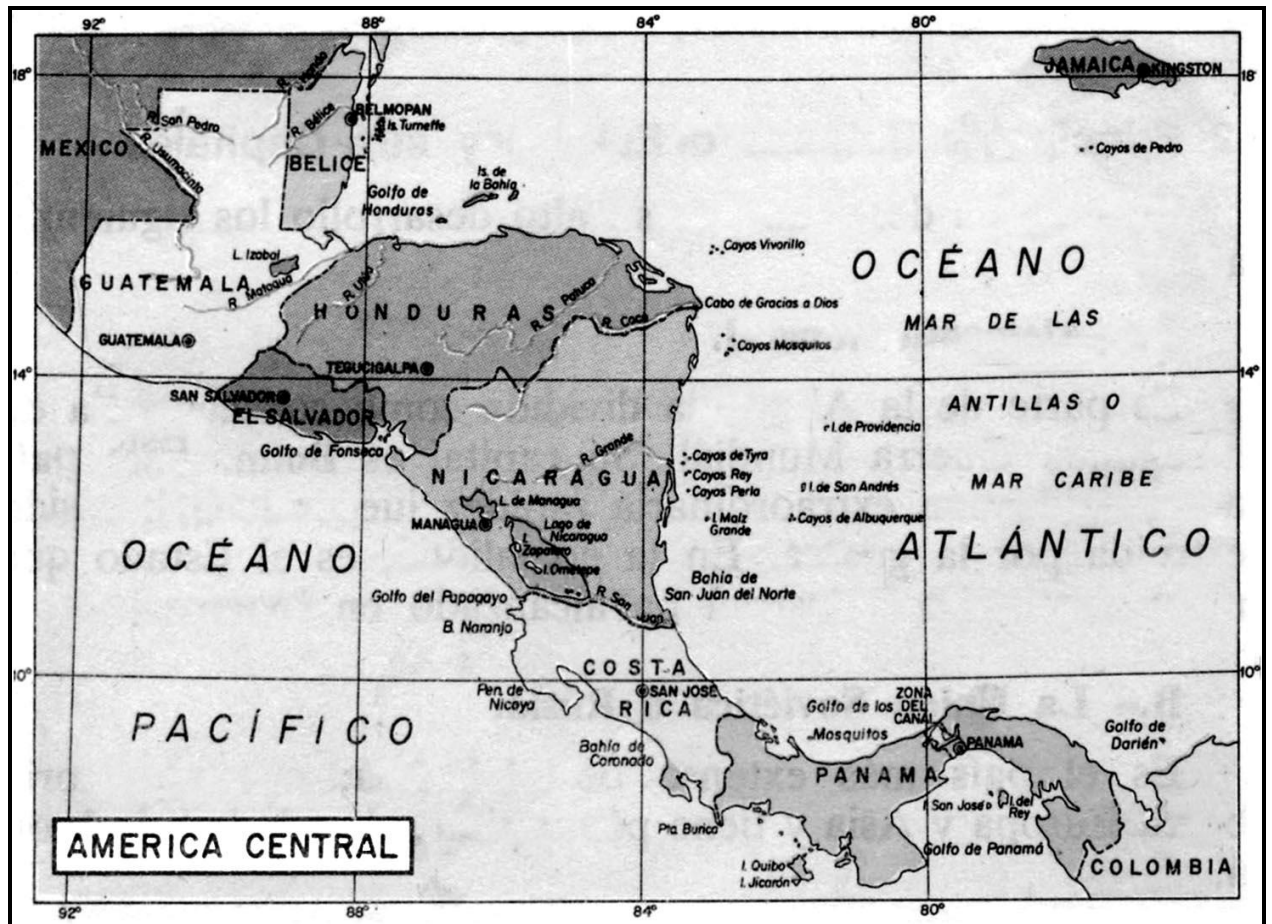 92°
88°
84°
80°
18°
18°
JAMAICA
KINGSTON
R. Hondo
R. San Pedro
R. Bélice
BELMOPAN
Is. Turneffe
MEXICO
R. Usumacinta
BELICE
Cayos de Pedro
Golfo de
Honduras
Is. de
la Bahía
L. Izabal
GUATEMALA
R. Motagua
R. Ulúa
HONDURAS
R. Patuca
Cayos Vivorillo
OCÉANO
Cabo de Gracias a Dios
R. Coco
MAR DE LAS
GUATEMALA
Cayos Mosquitos
TEGUCIGALPA
14°
14°
SAN SALVADOR
EL SALVADOR
ANTILLAS O
I. de Providencia
Golfo de Fonseca
R. Grande
Cayos de Tyra
NICARAGUA
Cayos Rey
Cayos Perla
I. de San Andrés
MAR CARIBE
L. de Managua
MANAGUA
Lago de
Nicaragua
I. Maíz
Grande
Cayos de Albuquerque
OCÉANO
I.
Zapatero
I. Ometepe
ATLÁNTICO
Golfo del Papagayo
R. San
Juan
Bahía de
San Juan del Norte
B. Naranjo
10°
10°
COSTA
RICA
SAN JOSÉ
Pen. de
Nicoya
ZONA
DEL
CANAL
Golfo de los
Mosquitos
Golfo de
Darién
PACÍFICO
Bahía de
Coronado
PANAMA
PANAMA
I. San José
I. del
Rey
Pta. Burica
Golfo de Panamá
AMERICA CENTRAL
I. Quibo
I. Jicarón
COLOMBIA
92°
88°
84°
80°